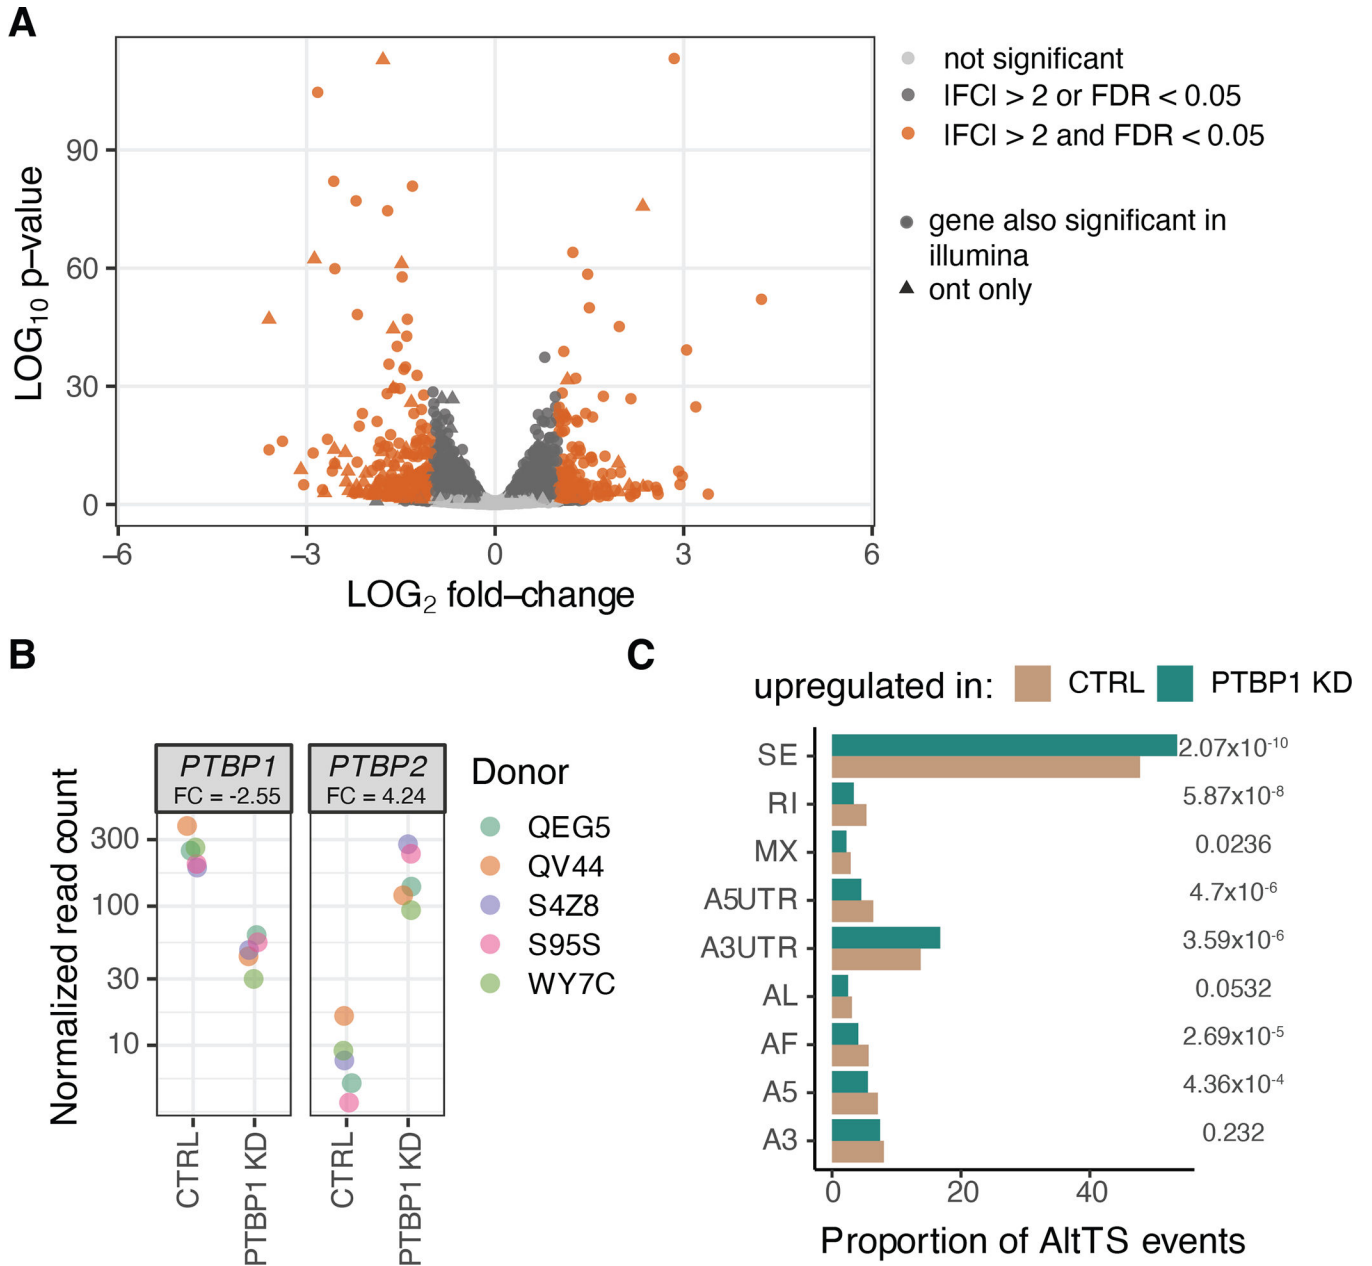 A
LOG10 p–value
90
60
30
0
–6
–3
0
3
6
LOG2 fold–change
not significant
|FC| > 2 or FDR < 0.05
|FC| > 2 and FDR < 0.05
gene also significant in
illumina
ont only
B
Normalized read count
PTBP1
FC = -2.55
PTBP2
FC = 4.24
300
100
30
10
CTRL
PTBP1 KD
CTRL
PTBP1 KD
Donor
QEG5
QV44
S4Z8
S95S
WY7C
C
upregulated in: CTRL PTBP1 KD
SE 2.07x10-10
RI 5.87x10-8
MX 0.0236
A5UTR 4.7x10-6
A3UTR 3.59x10-6
AL 0.0532
AF 2.69x10-5
A5 4.36x10-4
A3 0.232
0 20 40
Proportion of AltTS events